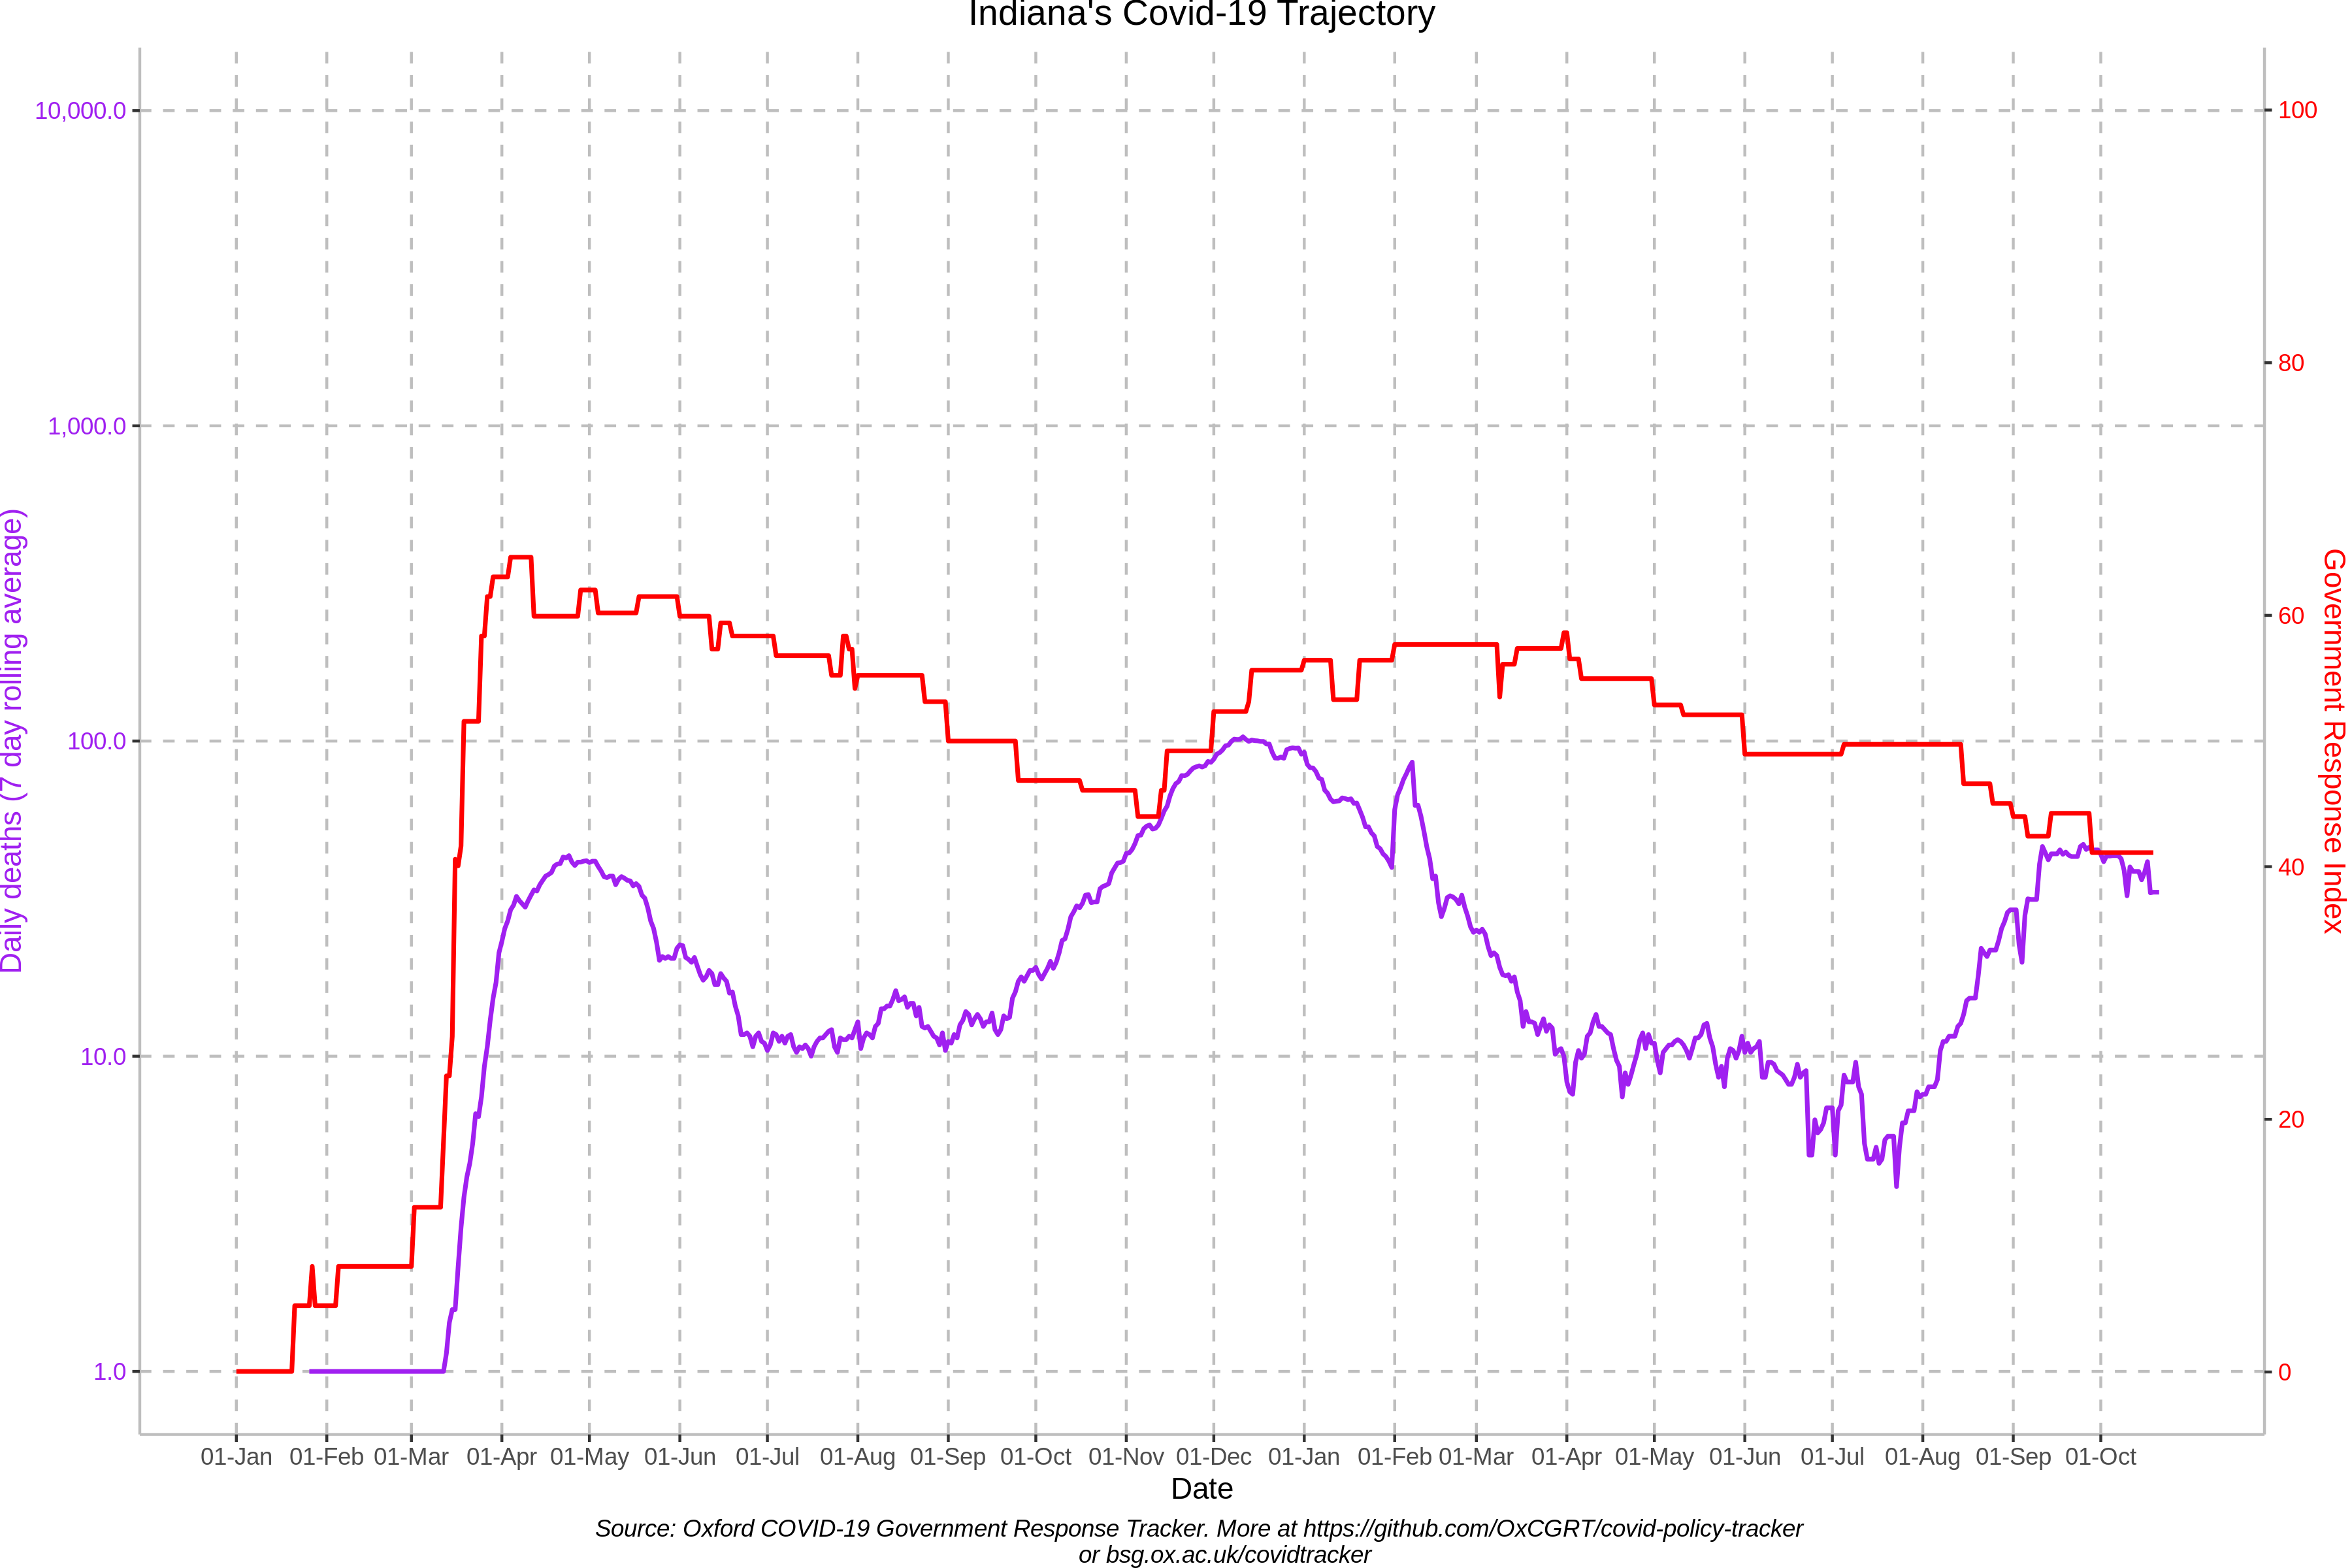 Indiana's Covid-19 Trajectory
10,000.0
1,000.0
100.0
10.0
1.0
Daily deaths (7 day rolling average)
100
80
60
40
20
0
Government Response Index
01-Jan 01-Feb 01-Mar 01-Apr 01-May 01-Jun 01-Jul 01-Aug 01-Sep 01-Oct 01-Nov 01-Dec 01-Jan 01-Feb 01-Mar 01-Apr 01-May 01-Jun 01-Jul 01-Aug 01-Sep 01-Oct
Date
Source: Oxford COVID-19 Government Response Tracker. More at https://github.com/OxCGRT/covid-policy-tracker
or bsg.ox.ac.uk/covidtracker